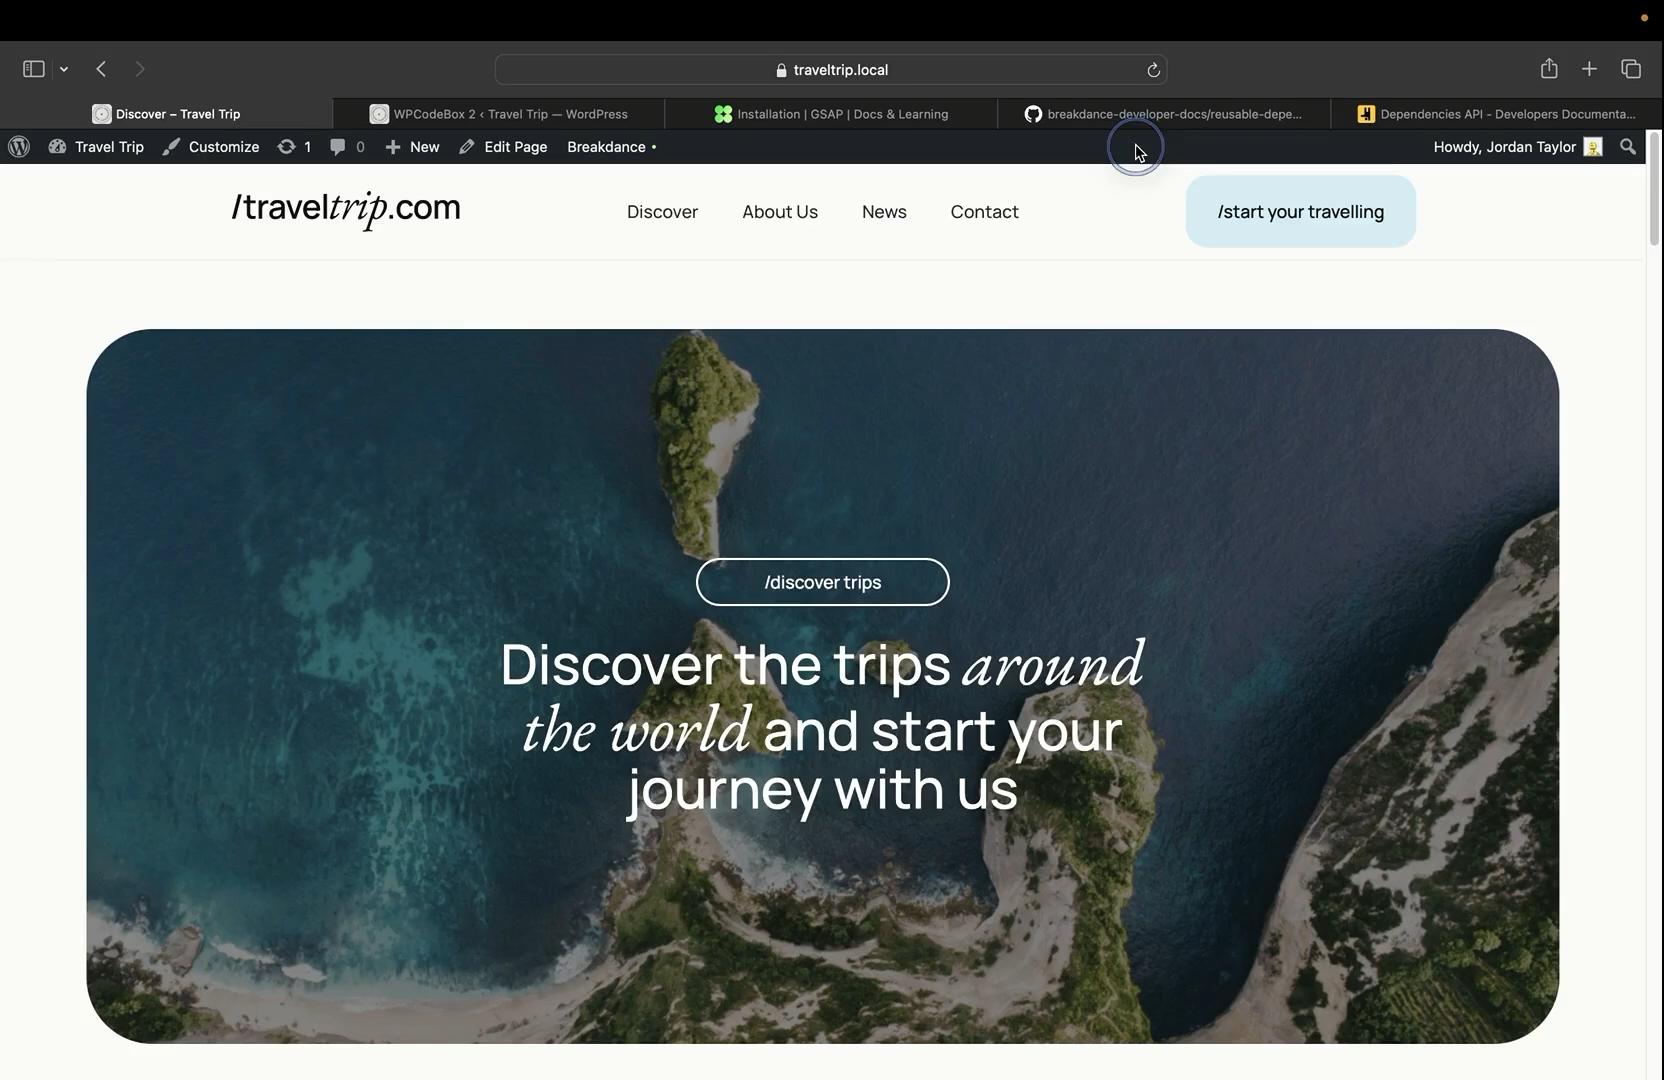 traveltrip.local
Discover – Travel Trip
WPCodeBox 2 ‹ Travel Trip — WordPress
Installation | GSAP | Docs & Learning
breakdance-developer-docs/reusable-depe...
Dependencies API - Developers Documenta...
Travel Trip
Customize
1
0
New
Edit Page
Breakdance
Howdy, Jordan Taylor
/traveltrip.com
Discover
About Us
News
Contact
/start your travelling
/discover trips
Discover the trips around
the world and start your
journey with us